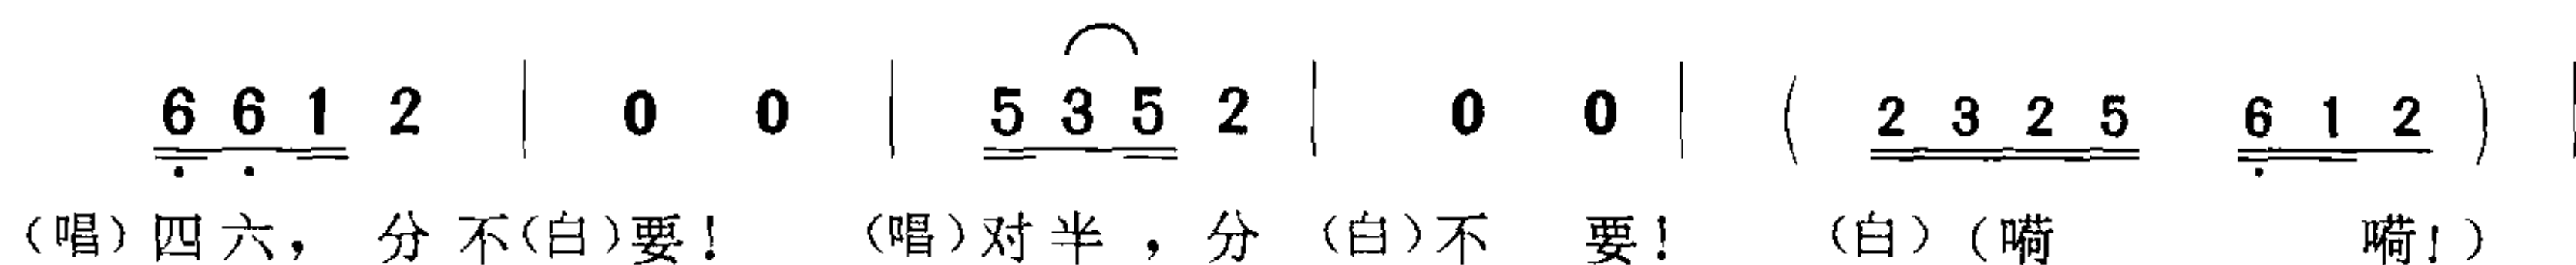 6 6 1 2 | 0 0 | 5 3 5 2 | 0 0 | ( 2 3 2 5 6 1 2 ) |
（唱）四六，分不（白）要！（唱）对半，分（白）不要！（白）（嗬嗬！）